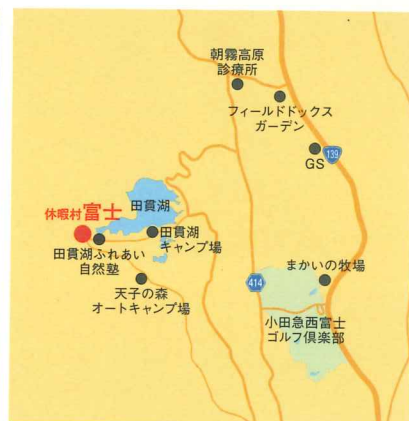 朝霧高原
診療所
フィールドドックス
ガーデン
139
GS
田貫湖
休暇村富士
田貫湖
キャンプ場
田貫湖ふれあい
自然塾
414
まかいの牧場
天子の森
オートキャンプ場
小田急西富士
ゴルフ倶楽部